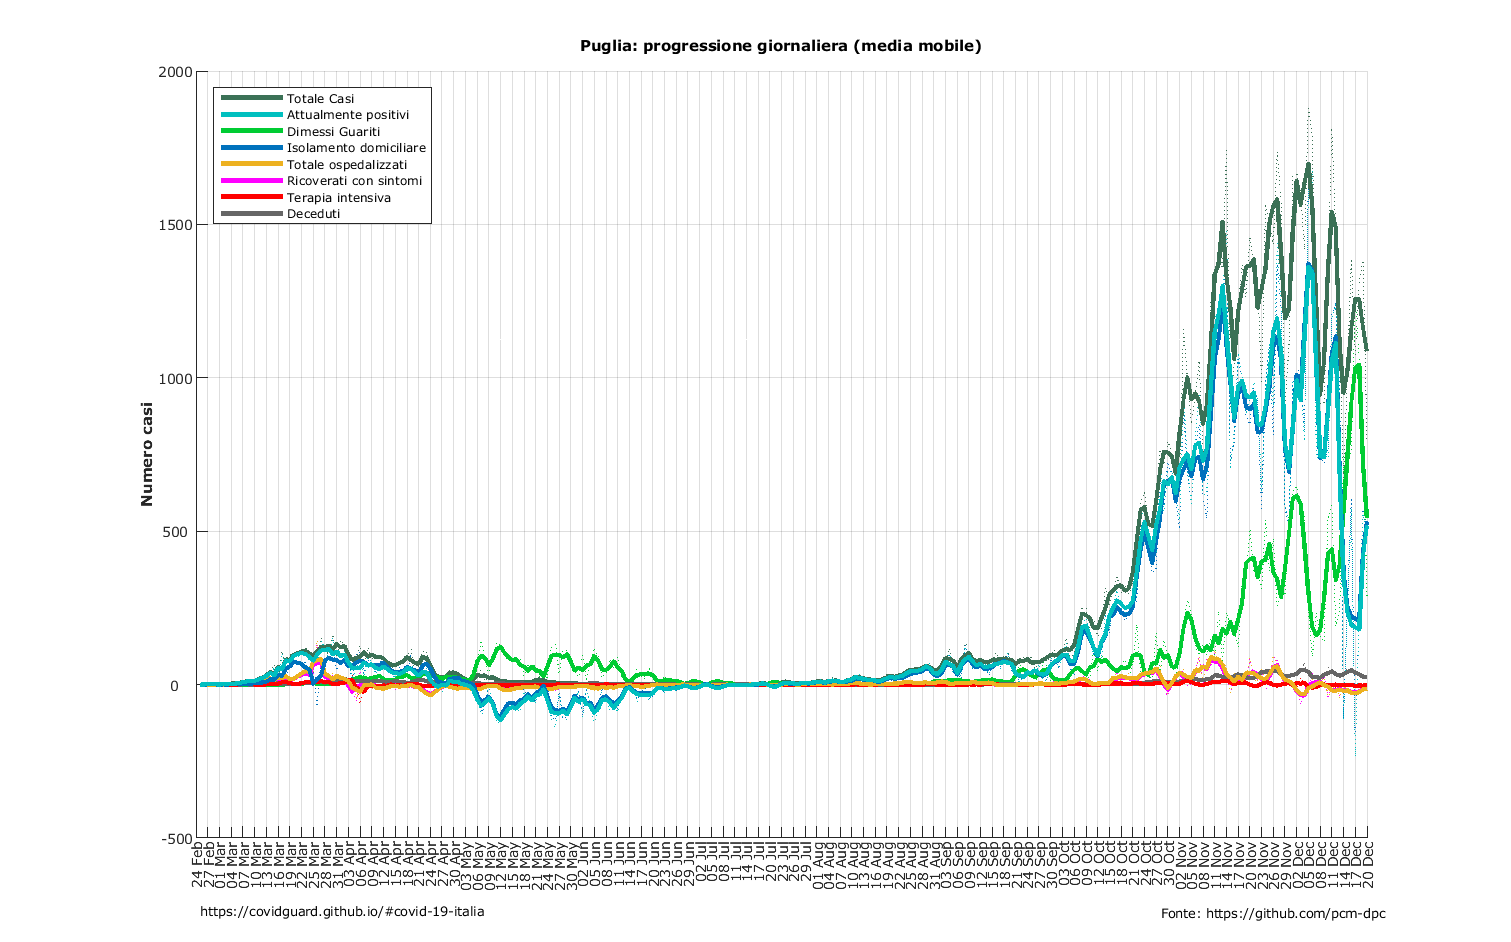 Puglia: progressione giornaliera (media mobile)
2000
1500
1000
500
0
-500
Numero casi
Totale Casi
Attualmente positivi
Dimessi Guariti
Isolamento domiciliare
Totale ospedalizzati
Ricoverati con sintomi
Terapia intensiva
Deceduti
24 Feb
27 Feb
01 Mar
04 Mar
07 Mar
10 Mar
13 Mar
16 Mar
19 Mar
22 Mar
25 Mar
28 Mar
31 Mar
03 Apr
06 Apr
09 Apr
12 Apr
15 Apr
18 Apr
21 Apr
24 Apr
27 Apr
30 Apr
03 May
06 May
09 May
12 May
15 May
18 May
21 May
24 May
27 May
30 May
02 Jun
05 Jun
08 Jun
11 Jun
14 Jun
17 Jun
20 Jun
23 Jun
26 Jun
29 Jun
02 Jul
05 Jul
08 Jul
11 Jul
14 Jul
17 Jul
20 Jul
23 Jul
26 Jul
29 Jul
01 Aug
04 Aug
07 Aug
10 Aug
13 Aug
16 Aug
19 Aug
22 Aug
25 Aug
28 Aug
31 Aug
03 Sep
06 Sep
09 Sep
12 Sep
15 Sep
18 Sep
21 Sep
24 Sep
27 Sep
30 Sep
03 Oct
06 Oct
09 Oct
12 Oct
15 Oct
18 Oct
21 Oct
24 Oct
27 Oct
30 Oct
02 Nov
05 Nov
08 Nov
11 Nov
14 Nov
17 Nov
20 Nov
23 Nov
26 Nov
29 Nov
02 Dec
05 Dec
08 Dec
11 Dec
14 Dec
17 Dec
20 Dec
https://covidguard.github.io/#covid-19-italia
Fonte: https://github.com/pcm-dpc